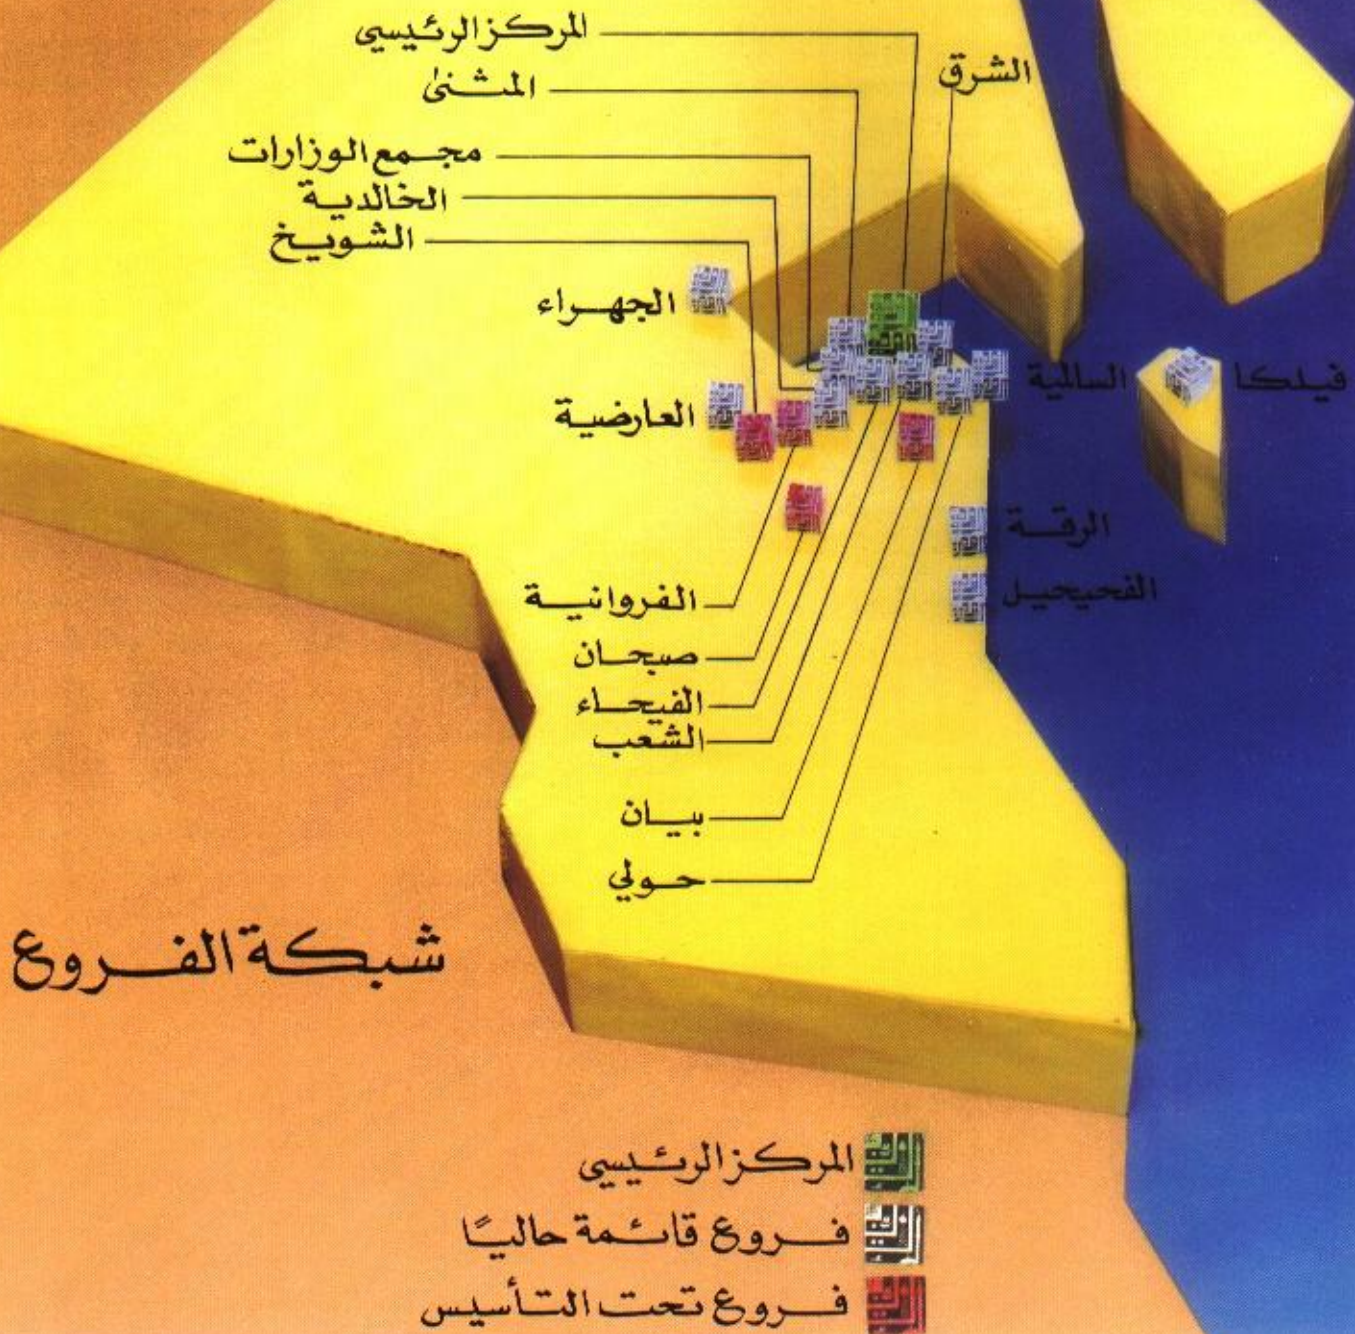 المركز الرئيسي
الشرق
المثنى
مجمع الوزارات
الخالدية
الشويخ
الجهراء
فيلكا
السالمية
العارضية
الرقة
الفحيحيل
الفروانية
صبحان
الفيحاء
الشعب
بيان
حولي
شبكة الفروع
المركز الرئيسي
فروع قائمة حاليًا
فروع تحت التأسيس